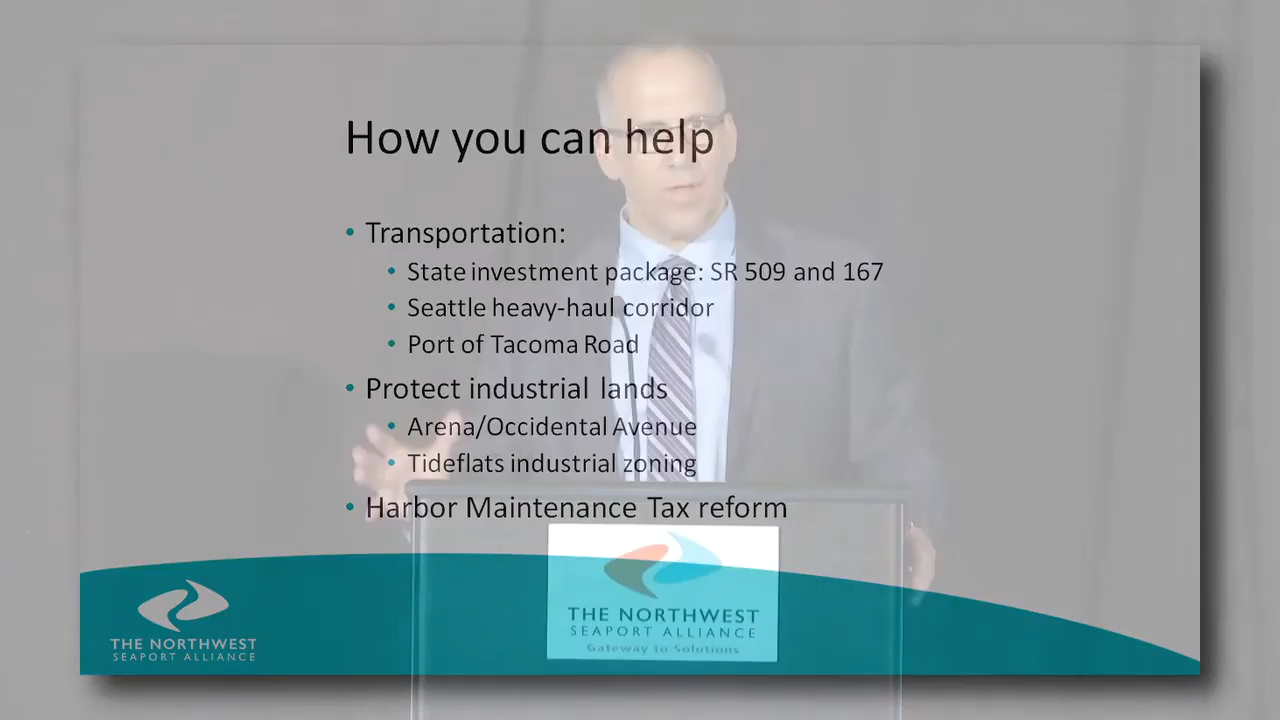 How you can help
• Transportation:
• State investment package: SR 509 and 167
• Seattle heavy-haul corridor
• Port of Tacoma Road
• Protect industrial lands
• Arena/Occidental Avenue
• Tideflats industrial zoning
• Harbor Maintenance Tax reform
THE NORTHWEST
SEAPORT ALLIANCE
Gateway to Solutions
THE NORTHWEST
SEAPORT ALLIANCE